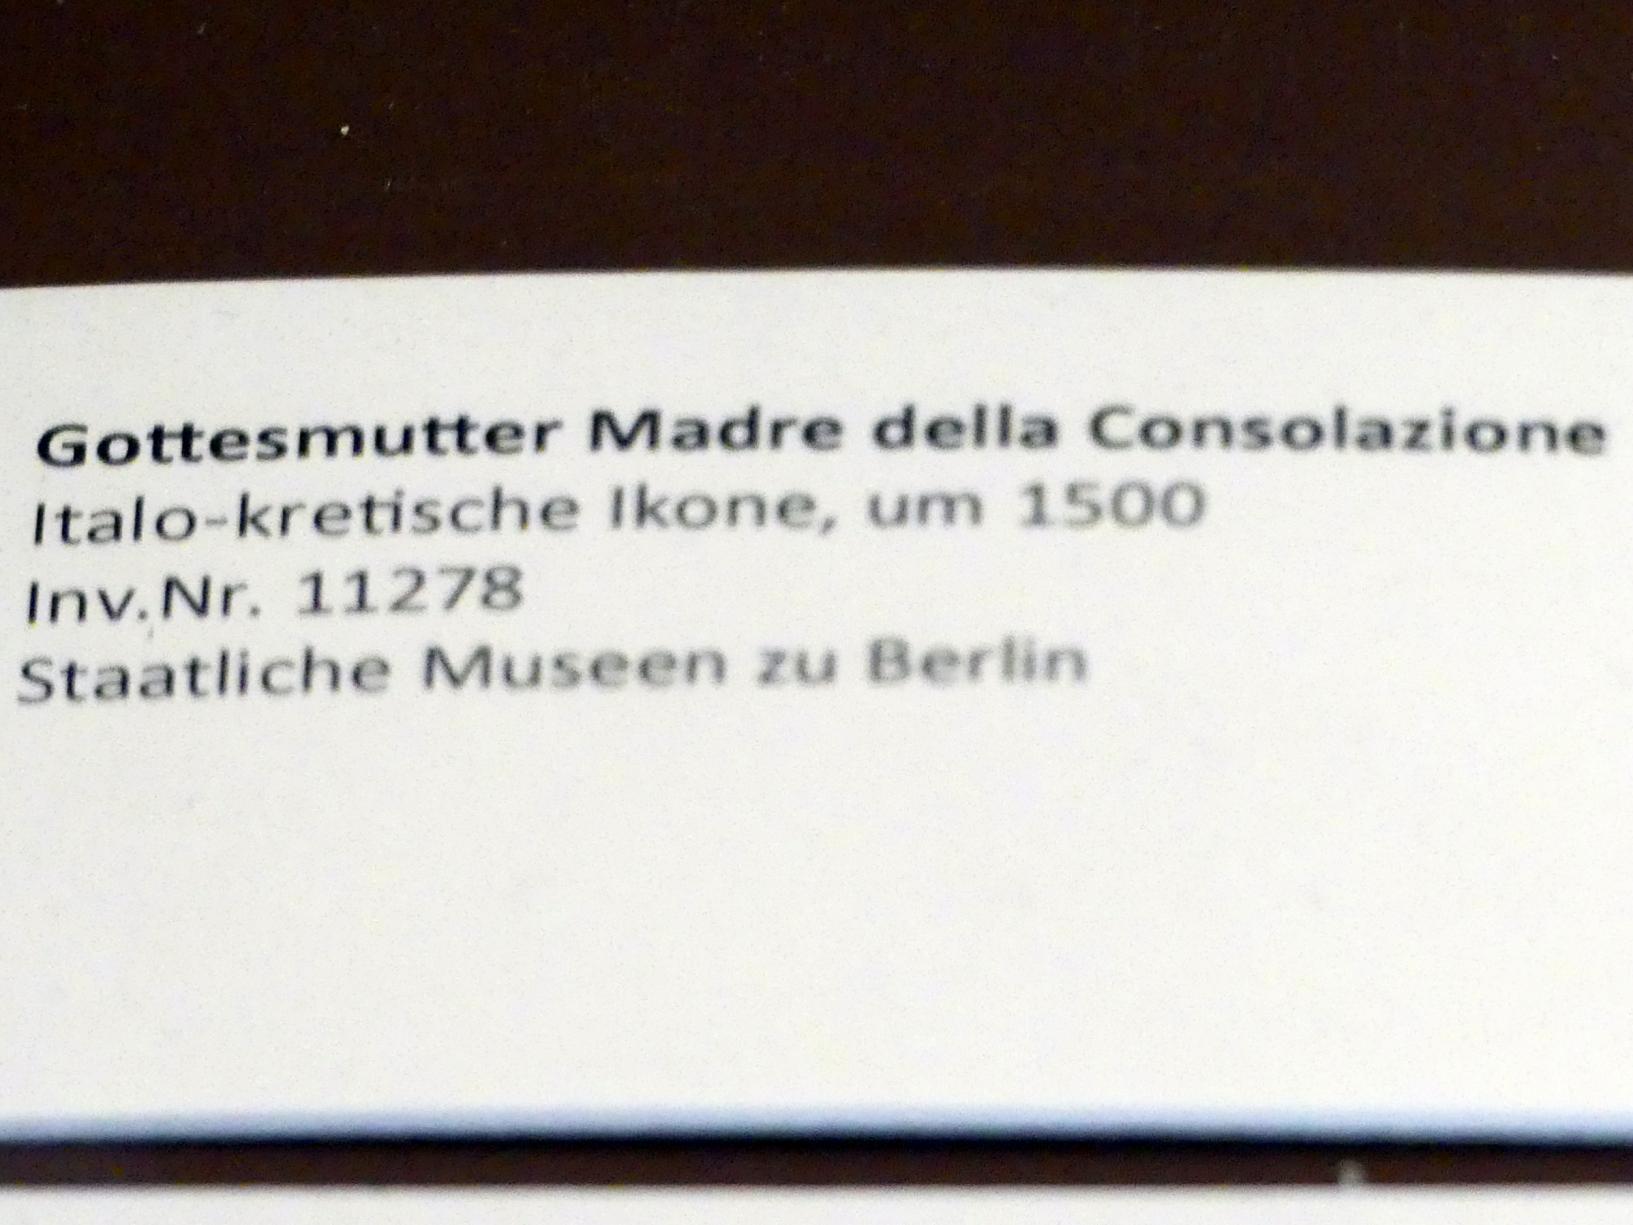 Gottesmutter Madre della Consolazione
Italo-kretische Ikone, um 1500
Inv.Nr. 11278
Staatliche Museen zu Berlin